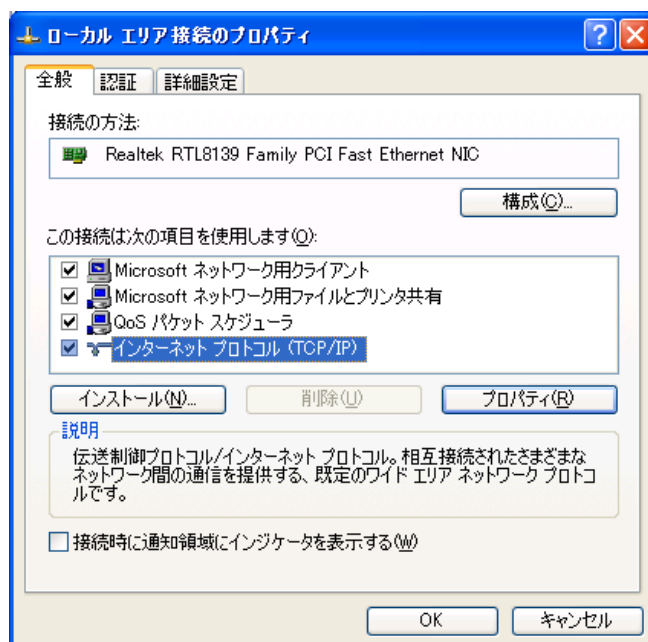 ローカル エリア接続のプロパティ
全般 認証 詳細設定
接続の方法:
Realtek RTL8139 Family PCI Fast Ethernet NIC
構成(C)...
この接続は次の項目を使用します(O):
Microsoft ネットワーク用クライアント
Microsoft ネットワーク用ファイルとプリンタ共有
QoS パケット スケジューラ
インターネット プロトコル (TCP/IP)
インストール(N)... 削除(U) プロパティ(R)
説明
伝送制御プロトコル/インターネット プロトコル。相互接続されたさまざまな
ネットワーク間の通信を提供する、既定のワイド エリア ネットワーク プロトコ
ルです。
接続時に通知領域にインジケータを表示する(W)
OK キャンセル